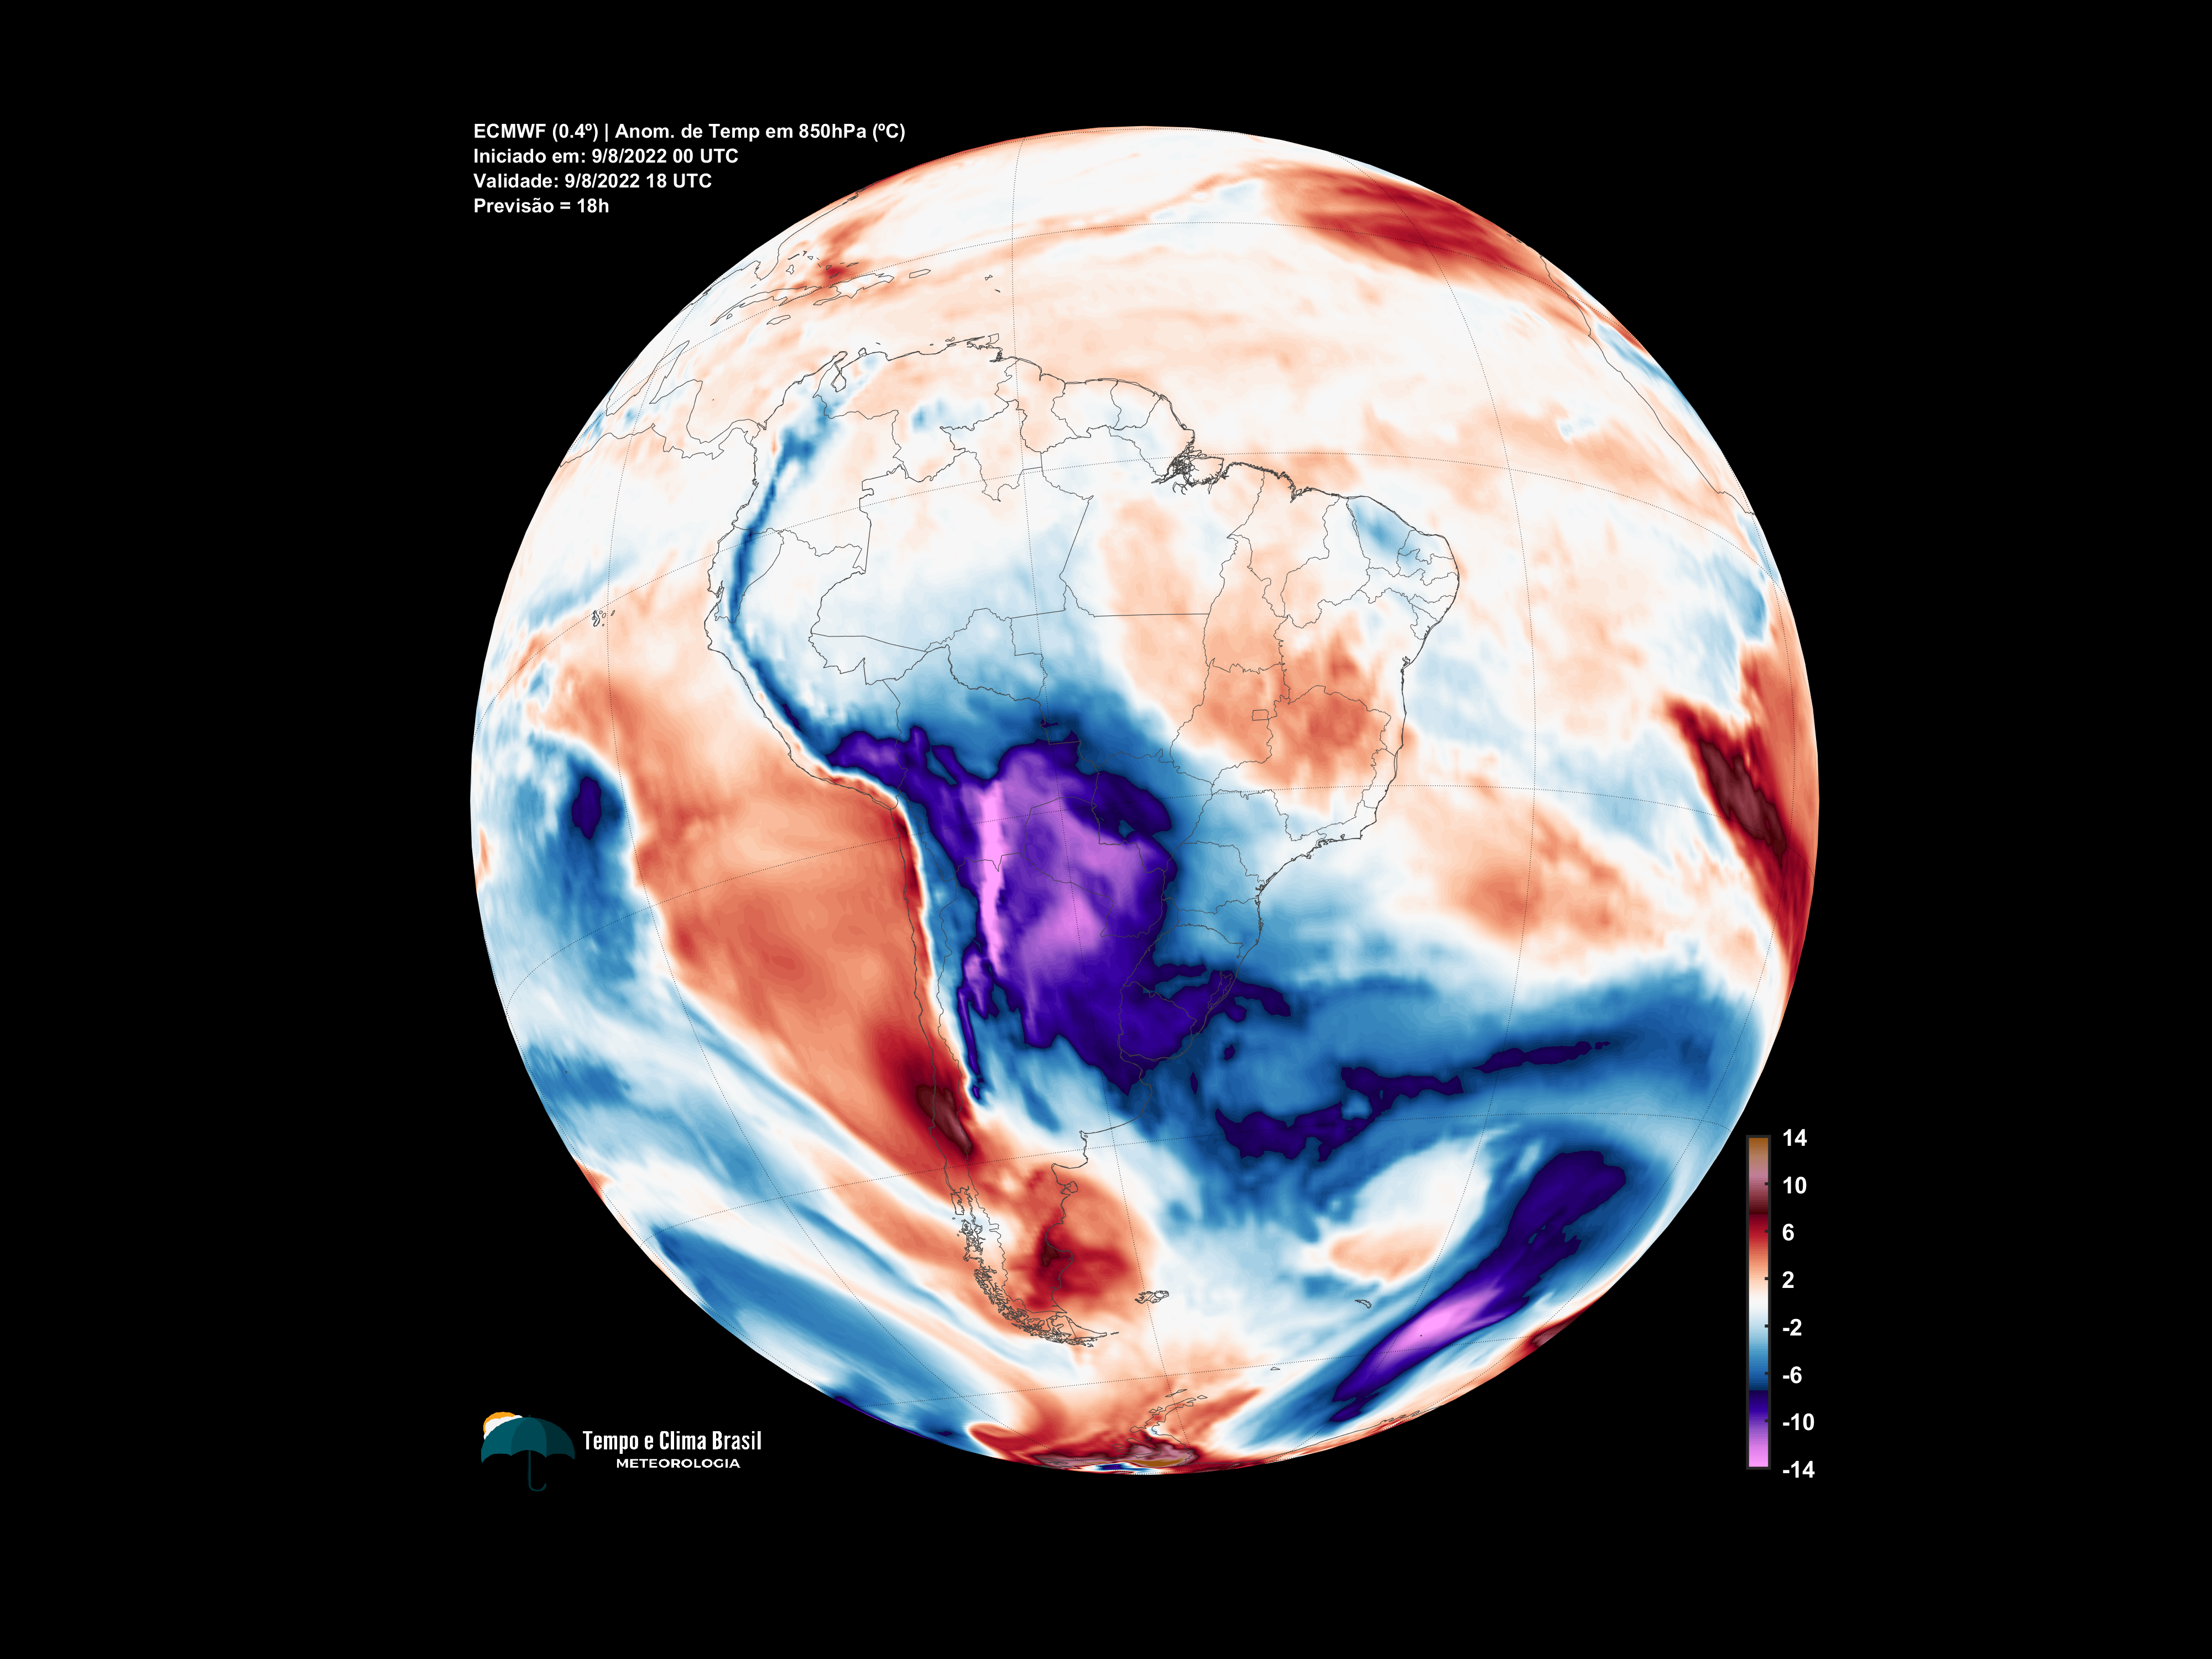 ECMWF (0.4º) | Anom. de Temp em 850hPa (ºC)
Iniciado em: 9/8/2022 00 UTC
Validade: 9/8/2022 18 UTC
Previsão = 18h
14
10
6
2
-2
-6
-10
-14
Tempo e Clima Brasil
METEOROLOGIA